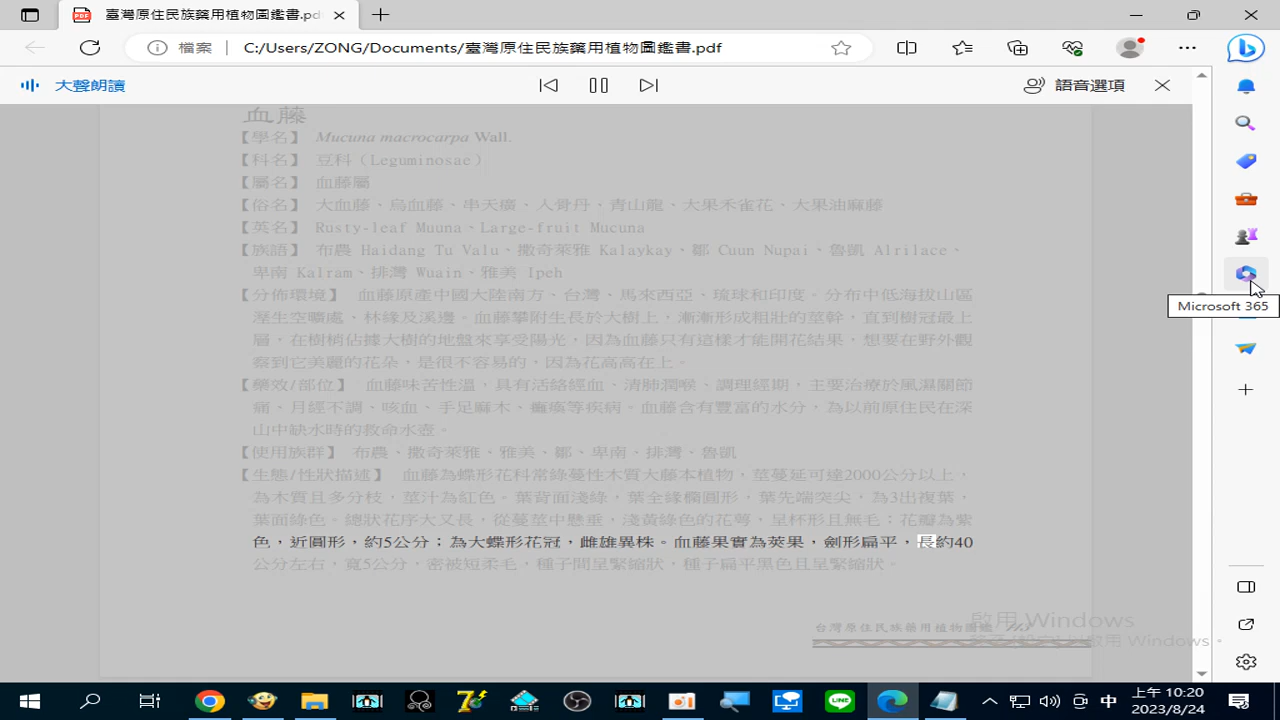 臺灣原住民族藥用植物圖鑑書.pdf
檔案
C:/Users/ZONG/Documents/臺灣原住民族藥用植物圖鑑書.pdf
大聲朗讀
語音選項
血藤
【學名】 Mucuna macrocarpa Wall.
【科名】 豆科（Leguminosae）
【屬名】 血藤屬
【俗名】 大血藤、烏血藤、串天癀、入骨丹、青山龍、大果禾雀花、大果油麻藤
【英名】 Rusty-leaf Muuna、Large-fruit Mucuna
【族語】 布農 Haidang Tu Valu、撒奇萊雅 Kalaykay、鄒 Cuun Nupai、魯凱 Alrilace、
卑南 Kalram、排灣 Wuain、雅美 Ipeh
【分佈環境】 血藤原產中國大陸南方、台灣、馬來西亞、琉球和印度。分布中低海拔山區
溼生空曠處、林緣及溪邊。血藤攀附生長於大樹上，漸漸形成粗壯的莖幹，直到樹冠最上
層，在樹梢佔據大樹的地盤來享受陽光，因為血藤只有這樣才能開花結果，想要在野外觀
察到它美麗的花朵，是很不容易的，因為花高高在上。
【藥效/部位】 血藤味苦性溫，具有活絡經血、清肺潤喉、調理經期，主要治療於風濕關節
痛、月經不調、咳血、手足麻木、癱瘓等疾病。血藤含有豐富的水分，為以前原住民在深
山中缺水時的救命水壺。
【使用族群】 布農、撒奇萊雅、雅美、鄒、卑南、排灣、魯凱
【生態/性狀描述】 血藤為蝶形花科常綠蔓性木質大藤本植物，莖蔓延可達2000公分以上，
為木質且多分枝，莖汁為紅色。葉背面淺綠，葉全緣橢圓形，葉先端突尖，為3出複葉，
葉面綠色。總狀花序大又長，從蔓莖中懸垂，淺黃綠色的花萼，呈杯形且無毛；花瓣為紫
色，近圓形，約5公分；為大蝶形花冠，雌雄異株。血藤果實為莢果，劍形扁平，長約40
公分左右，寬5公分，密被短柔毛，種子間呈緊縮狀，種子扁平黑色且呈緊縮狀。
台灣原住民族藥用植物圖鑑
啟用 Windows
Microsoft 365
中
上午 10:20
2023/8/24